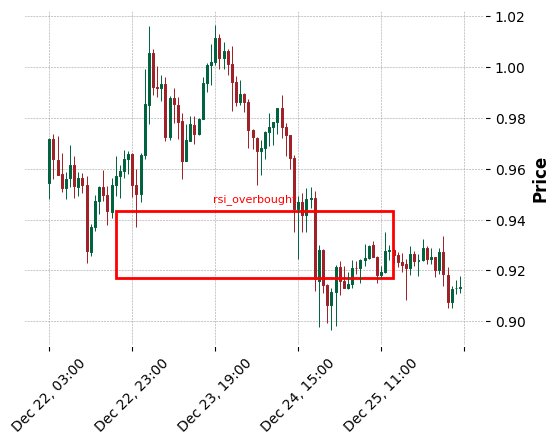 1.02
1.00
0.98
0.96
0.94
0.92
0.90
Price
rsi_overbought
Dec 22, 03:00
Dec 22, 23:00
Dec 23, 19:00
Dec 24, 15:00
Dec 25, 11:00